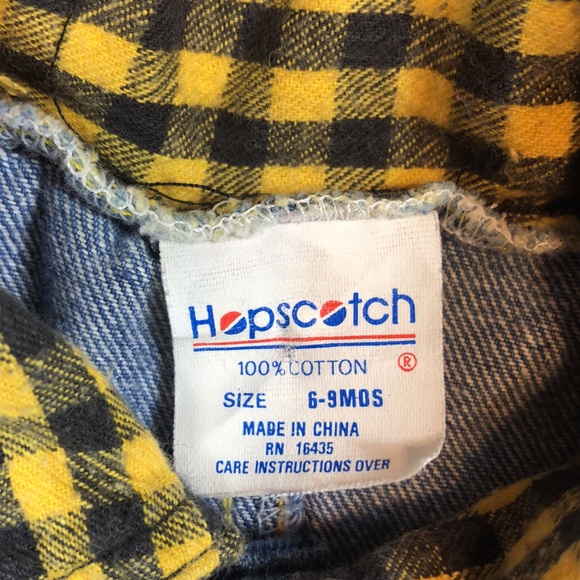 Hopscotch
100% COTTON ®
SIZE 6-9MOS
MADE IN CHINA
RN 16435
CARE INSTRUCTIONS OVER